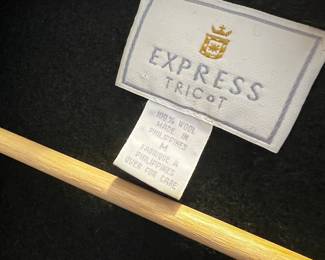 EXPRESS
TRICOT
100% WOOL
MADE IN
PHILIPPINES
M
FABRIQUE A
PHILIPPINES
OVER FOR CARE